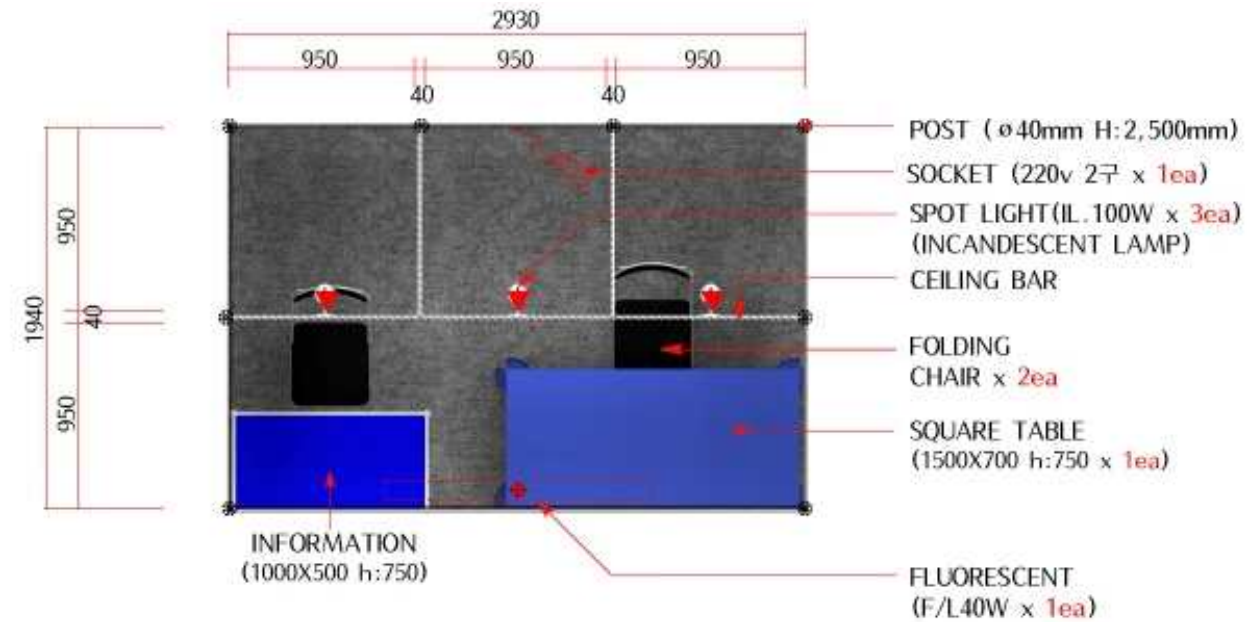 2930
950 950 950
40 40
950
40
950
1940
POST (ø40mm H:2,500mm)
SOCKET (220v 2구 x 1ea)
SPOT LIGHT(IL.100W x 3ea)
(INCANDESCENT LAMP)
CEILING BAR
FOLDING
CHAIR x 2ea
SQUARE TABLE
(1500X700 h:750 x 1ea)
INFORMATION
(1000X500 h:750)
FLUORESCENT
(F/L40W x 1ea)